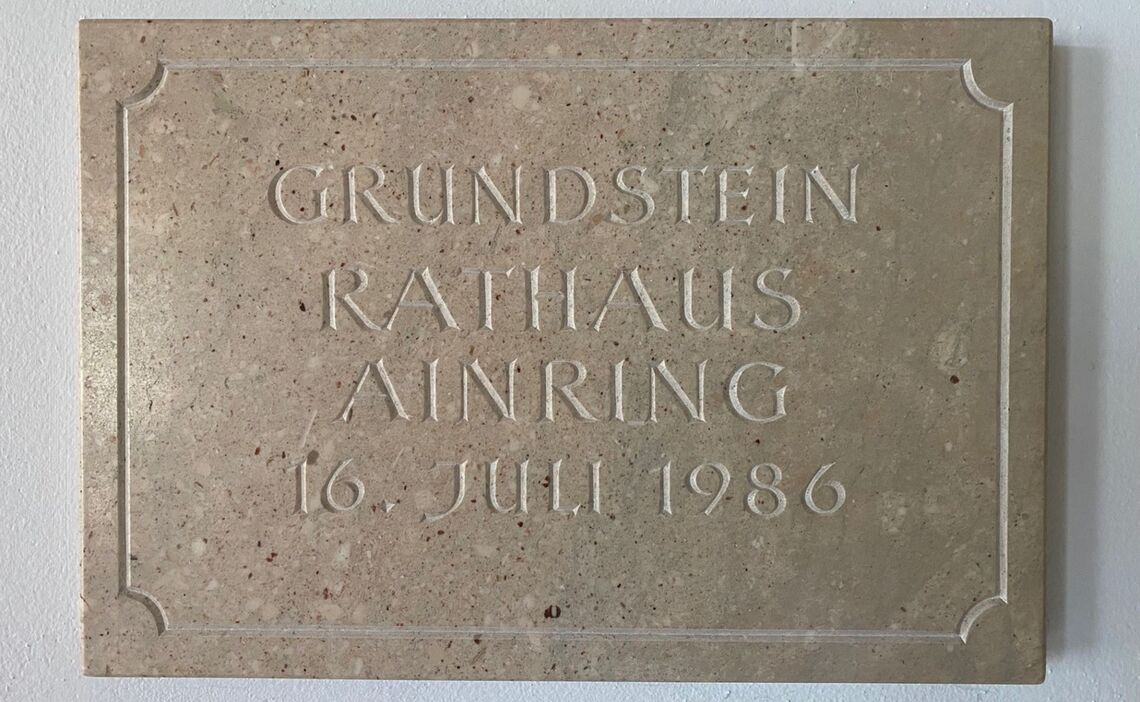 GRUNDSTEIN
RATHAUS
AINRING
16. JULI 1986